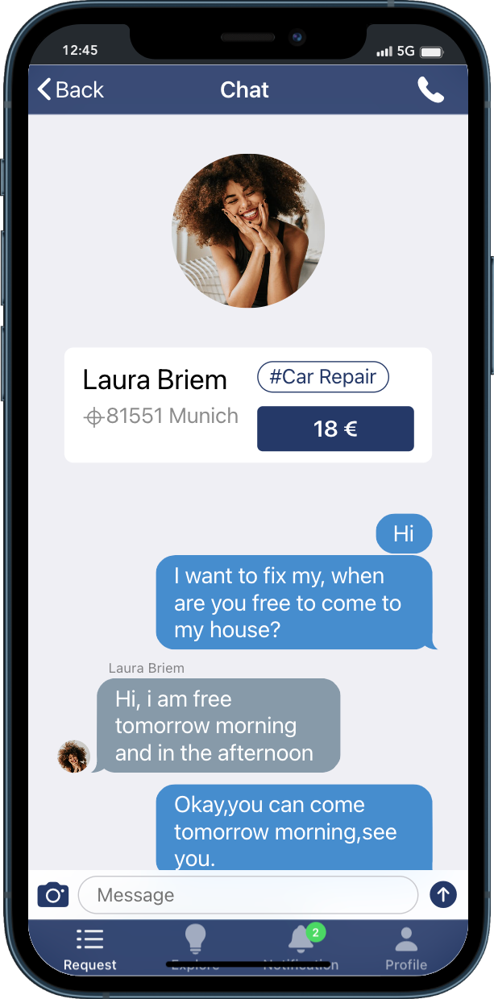 12:45
5G
Back
Chat
Laura Briem
#Car Repair
81551 Munich
18 €
Hi
I want to fix my, when
are you free to come to
my house?
Laura Briem
Hi, i am free
tomorrow morning
and in the afternoon
Okay,you can come
tomorrow morning,see
you.
Message
2
Request
Explore
Notification
Profile